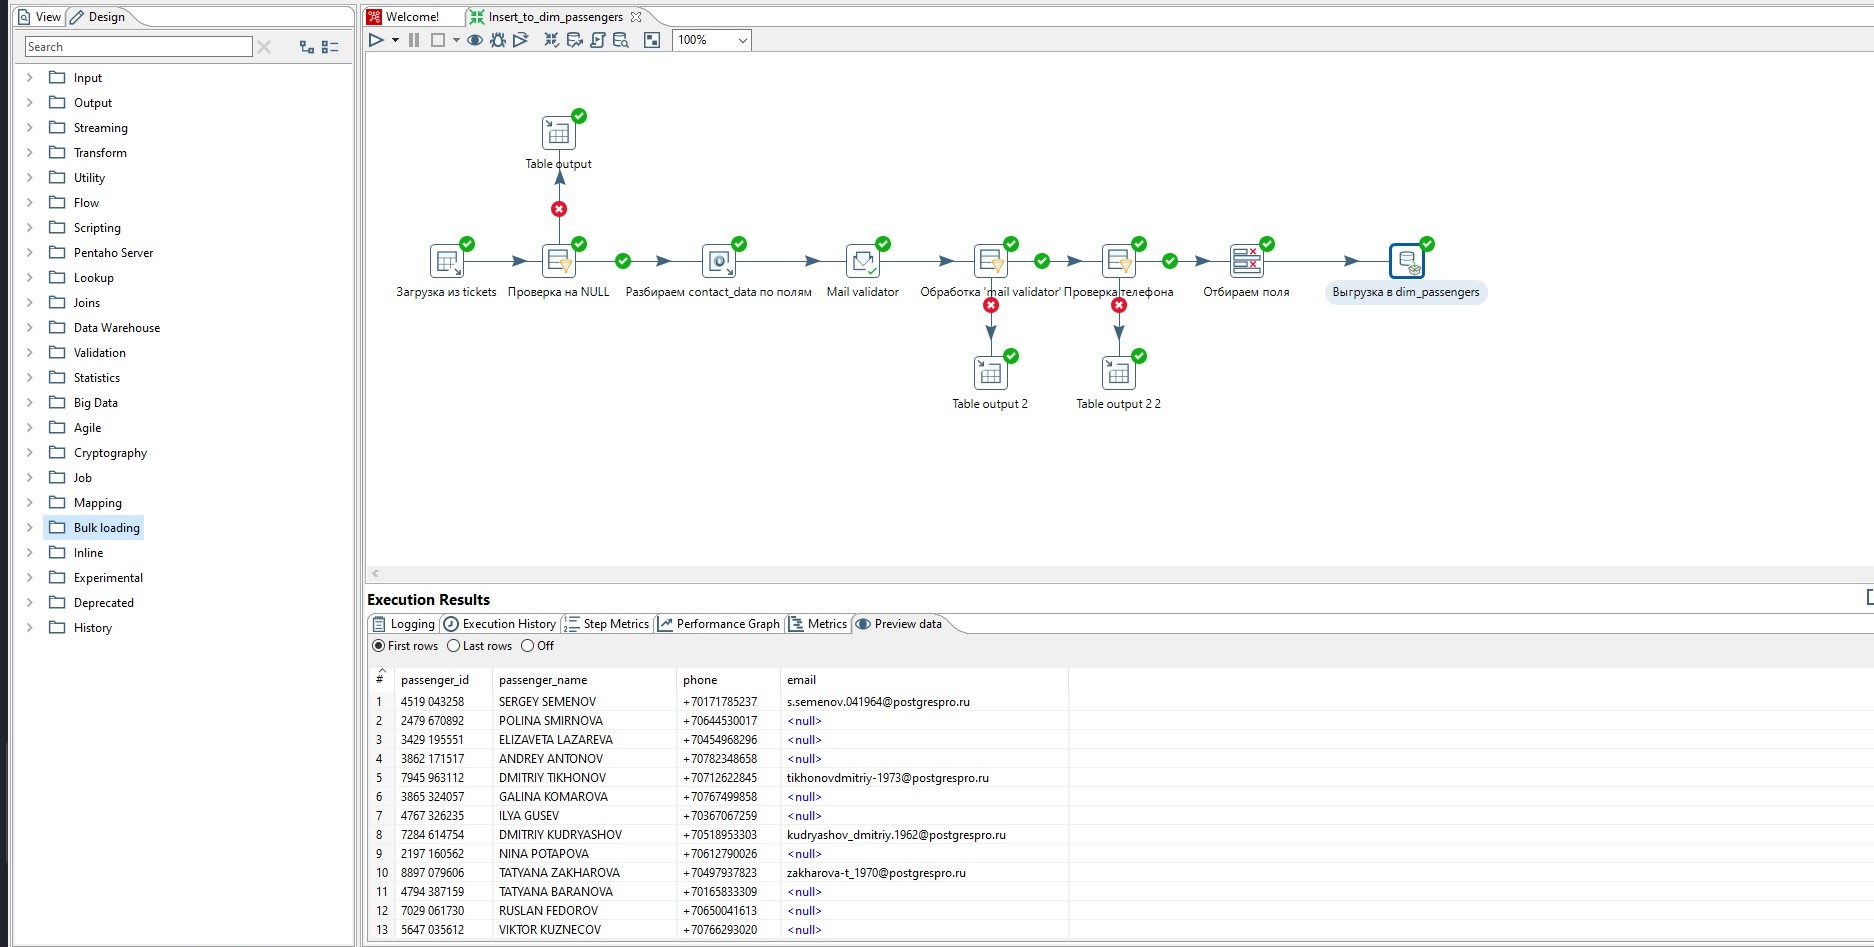 View
Design
Search
Input
Output
Streaming
Transform
Utility
Flow
Scripting
Pentaho Server
Lookup
Joins
Data Warehouse
Validation
Statistics
Big Data
Agile
Cryptography
Job
Mapping
Bulk loading
Inline
Experimental
Deprecated
History
Welcome!
Insert_to_dim_passengers
100%
Table output
Загрузка из tickets
Проверка на NULL
Разбираем contact_data по полям
Mail validator
Обработка 'mail validator'
Проверка телефона
Отбираем поля
Выгрузка в dim_passengers
Table output 2
Table output 2 2
Execution Results
Logging
Execution History
Step Metrics
Performance Graph
Metrics
Preview data
First rows
Last rows
Off
# passenger_id passenger_name phone email
1 4519 043258 SERGEY SEMENOV +70171785237 s.semenov.041964@postgrespro.ru
2 2479 670892 POLINA SMIRNOVA +70644530017 <null>
3 3429 195551 ELIZAVETA LAZAREVA +70454968296 <null>
4 3862 171517 ANDREY ANTONOV +70782348658 <null>
5 7945 963112 DMITRIY TIKHONOV +70712622845 tikhonovdmitriy-1973@postgrespro.ru
6 3865 324057 GALINA KOMAROVA +70767499858 <null>
7 4767 326235 ILYA GUSEV +70367067259 <null>
8 7284 614754 DMITRIY KUDRYASHOV +70518953303 kudryashov_dmitriy.1962@postgrespro.ru
9 2197 160562 NINA POTAPOVA +70612790026 <null>
10 8897 079606 TATYANA ZAKHAROVA +70497937823 zakharova-t_1970@postgrespro.ru
11 4794 387159 TATYANA BARANOVA +70165833309 <null>
12 7029 061730 RUSLAN FEDOROV +70650041613 <null>
13 5647 035612 VIKTOR KUZNECOV +70766293020 <null>